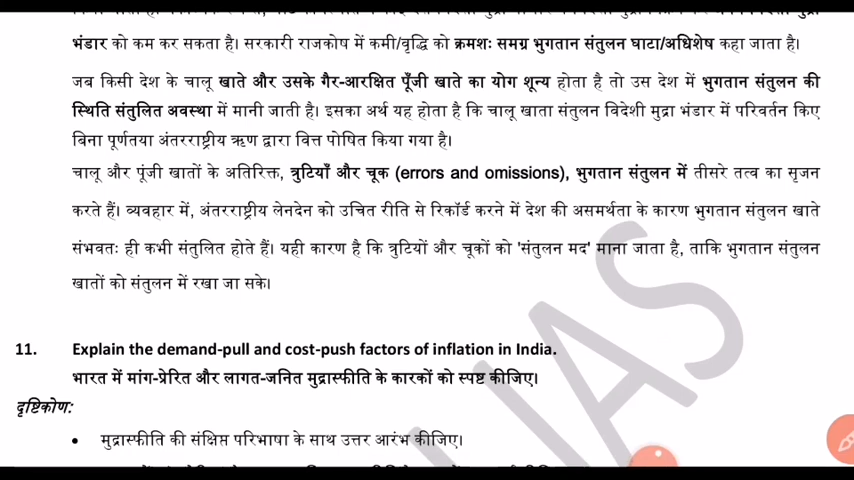 भंडार को कम कर सकता है। सरकारी राजकोष में कमी/वृद्धि को क्रमशः समग्र भुगतान संतुलन घाटा/अधिशेष कहा जाता है।
जब किसी देश के चालू खाते और उसके गैर-आरक्षित पूँजी खाते का योग शून्य होता है तो उस देश में भुगतान संतुलन की
स्थिति संतुलित अवस्था में मानी जाती है। इसका अर्थ यह होता है कि चालू खाता संतुलन विदेशी मुद्रा भंडार में परिवर्तन किए
बिना पूर्णतया अंतरराष्ट्रीय ऋण द्वारा वित्त पोषित किया गया है।
चालू और पूंजी खातों के अतिरिक्त, त्रुटियाँ और चूक (errors and omissions), भुगतान संतुलन में तीसरे तत्व का सृजन
करते हैं। व्यवहार में, अंतरराष्ट्रीय लेनदेन को उचित रीति से रिकॉर्ड करने में देश की असमर्थता के कारण भुगतान संतुलन खाते
संभवतः ही कभी संतुलित होते हैं। यही कारण है कि त्रुटियों और चूकों को 'संतुलन मद' माना जाता है, ताकि भुगतान संतुलन
खातों को संतुलन में रखा जा सके।
11. Explain the demand-pull and cost-push factors of inflation in India.
भारत में मांग-प्रेरित और लागत-जनित मुद्रास्फीति के कारकों को स्पष्ट कीजिए।
दृष्टिकोण:
• मुद्रास्फीति की संक्षिप्त परिभाषा के साथ उत्तर आरंभ कीजिए।
IAS